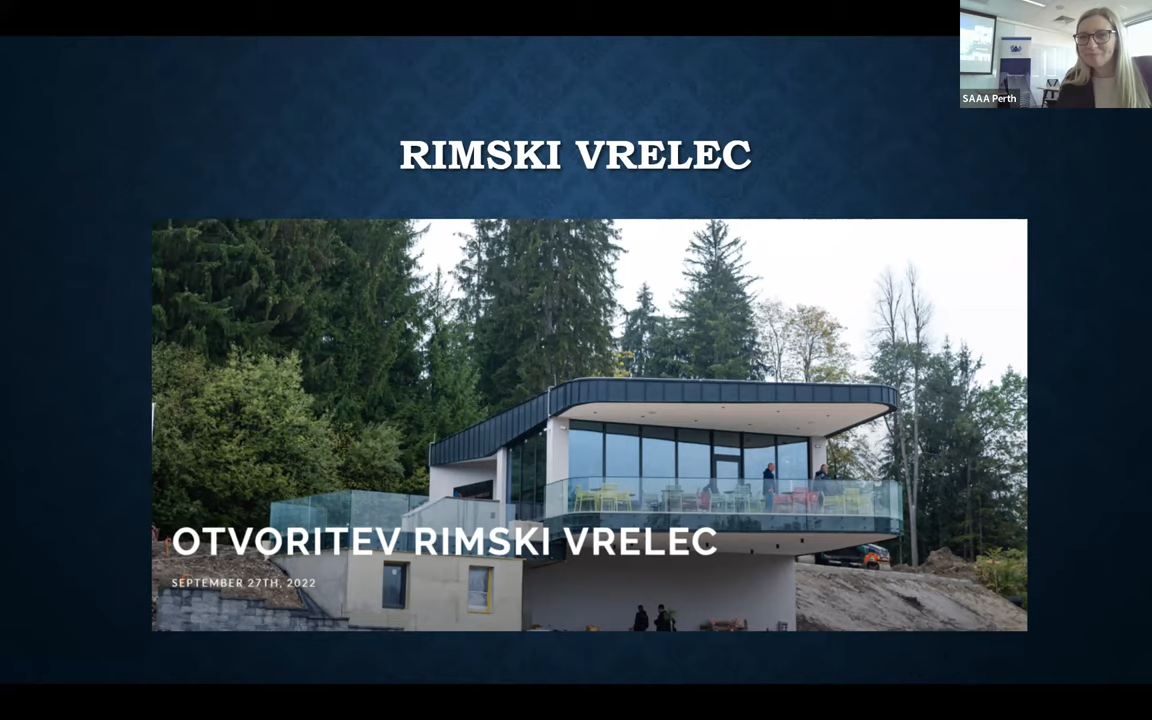 RIMSKI VRELEC
OTVORITEV RIMSKI VRELEC
SEPTEMBER 27TH, 2022
SAAA Perth